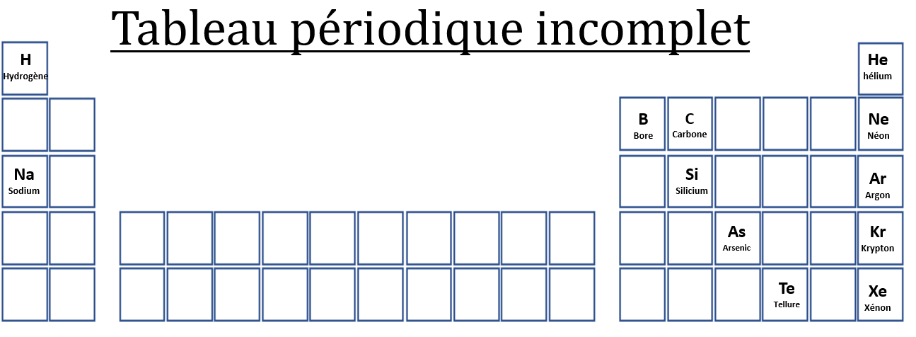 Tableau périodique incomplet
H
Hydrogène
He
hélium
B
Bore
C
Carbone
Ne
Néon
Na
Sodium
Si
Silicium
Ar
Argon
As
Arsenic
Kr
Krypton
Te
Tellure
Xe
Xénon